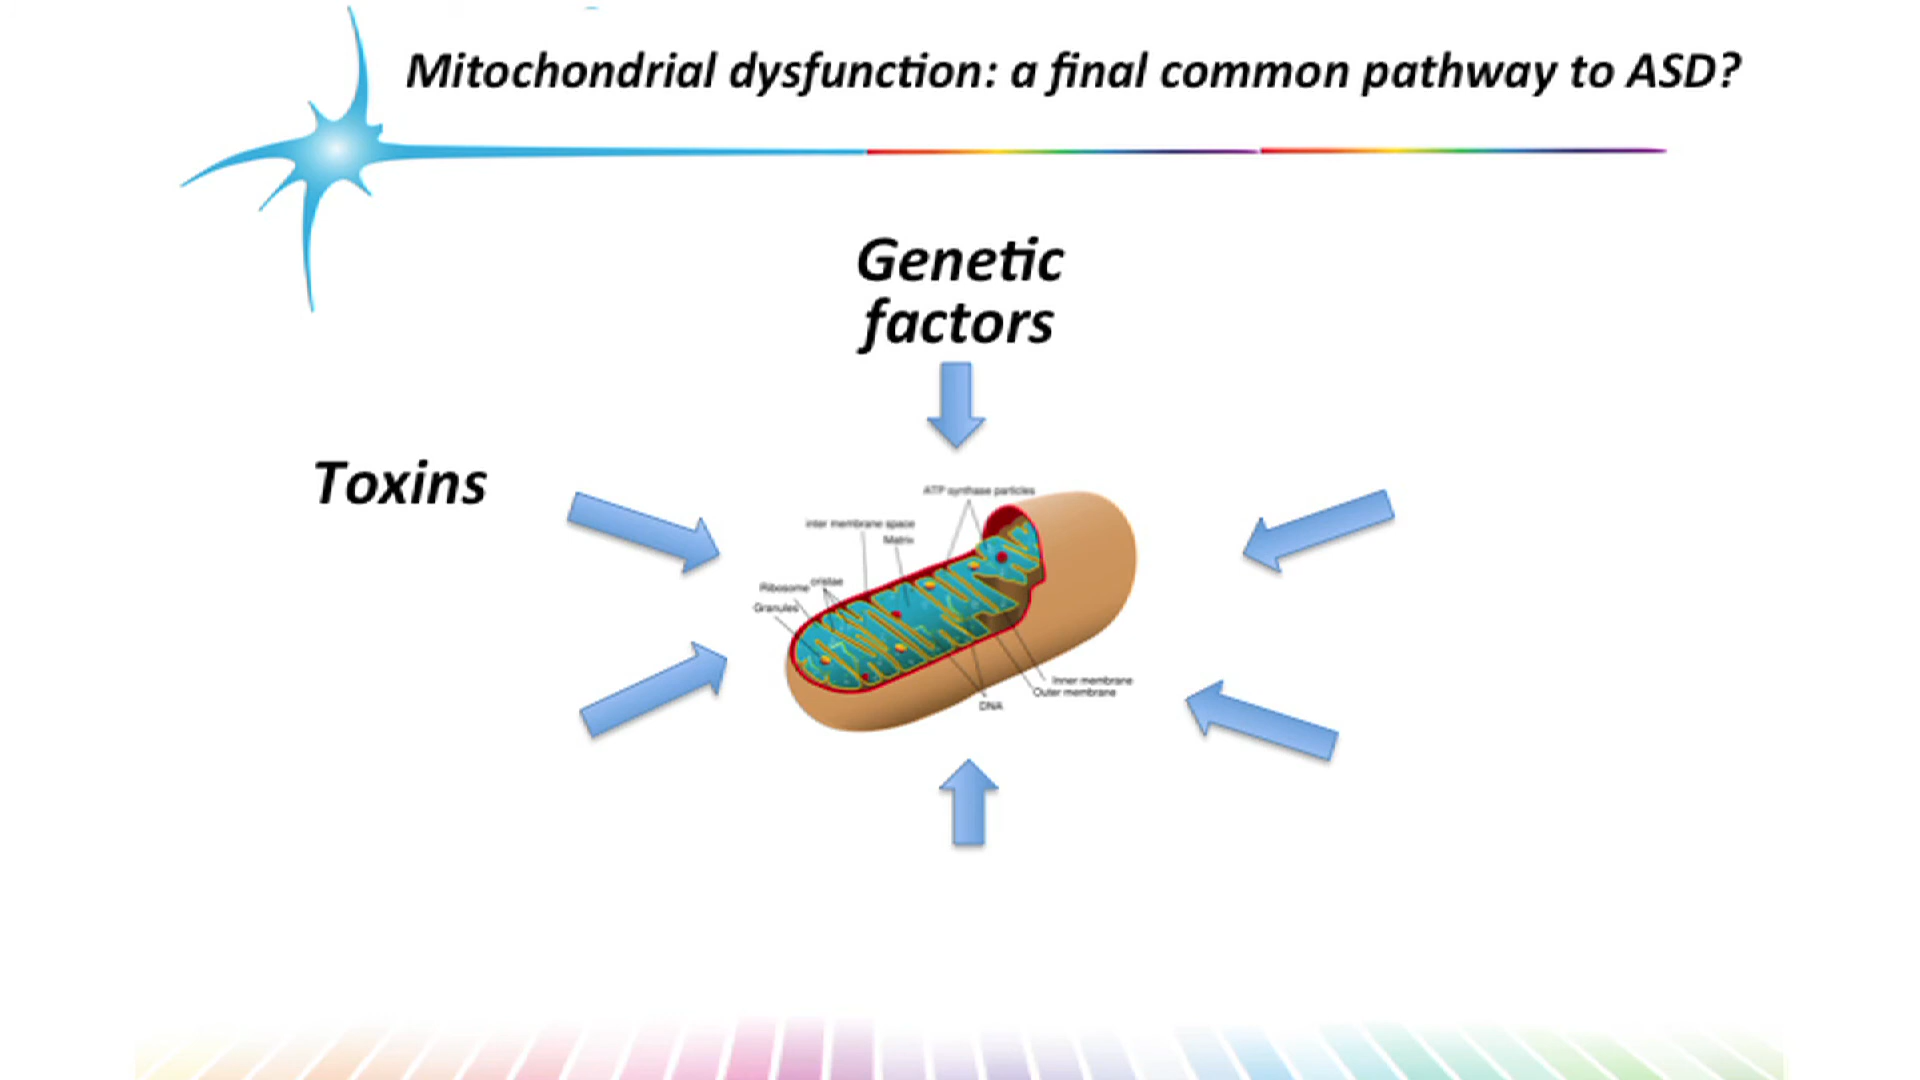 Mitochondrial dysfunction: a final common pathway to ASD?
Genetic
factors
Toxins
ATP synthase particles
inter membrane space
Matrix
cristae
Ribosome
Granules
Inner membrane
Outer membrane
DNA